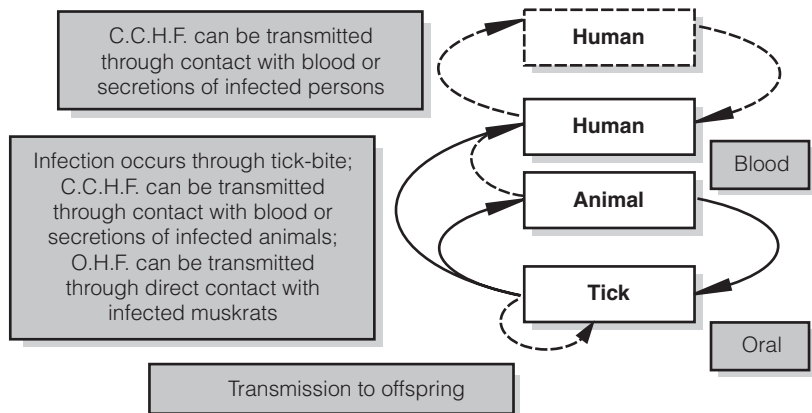 C.C.H.F. can be transmitted
through contact with blood or
secretions of infected persons
Human
Human
Infection occurs through tick-bite;
C.C.H.F. can be transmitted
through contact with blood or
secretions of infected animals;
O.H.F. can be transmitted
through direct contact with
infected muskrats
Blood
Animal
Tick
Oral
Transmission to offspring